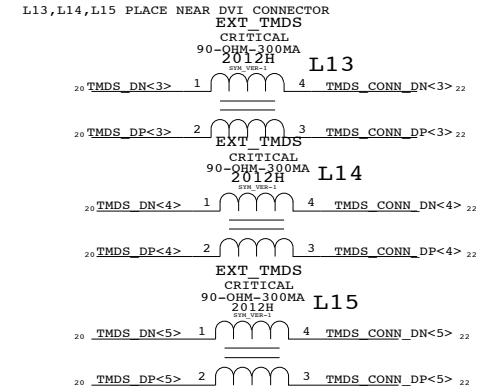 L13,L14,L15 PLACE NEAR DVI CONNECTOR
EXT_TMDS
CRITICAL
90-OHM-300MA
2012H
SYM_VER-1
L13
20 TMDS_DN<3> 1 4 TMDS_CONN_DN<3> 22
20 TMDS_DP<3> 2 3 TMDS_CONN_DP<3> 22
EXT_TMDS
CRITICAL
90-OHM-300MA
2012H
SYM_VER-1
L14
20 TMDS_DN<4> 1 4 TMDS_CONN_DN<4> 22
20 TMDS_DP<4> 2 3 TMDS_CONN_DP<4> 22
EXT_TMDS
CRITICAL
90-OHM-300MA
2012H
SYM_VER-1
L15
20 TMDS_DN<5> 1 4 TMDS_CONN_DN<5> 22
20 TMDS_DP<5> 2 3 TMDS_CONN_DP<5> 22